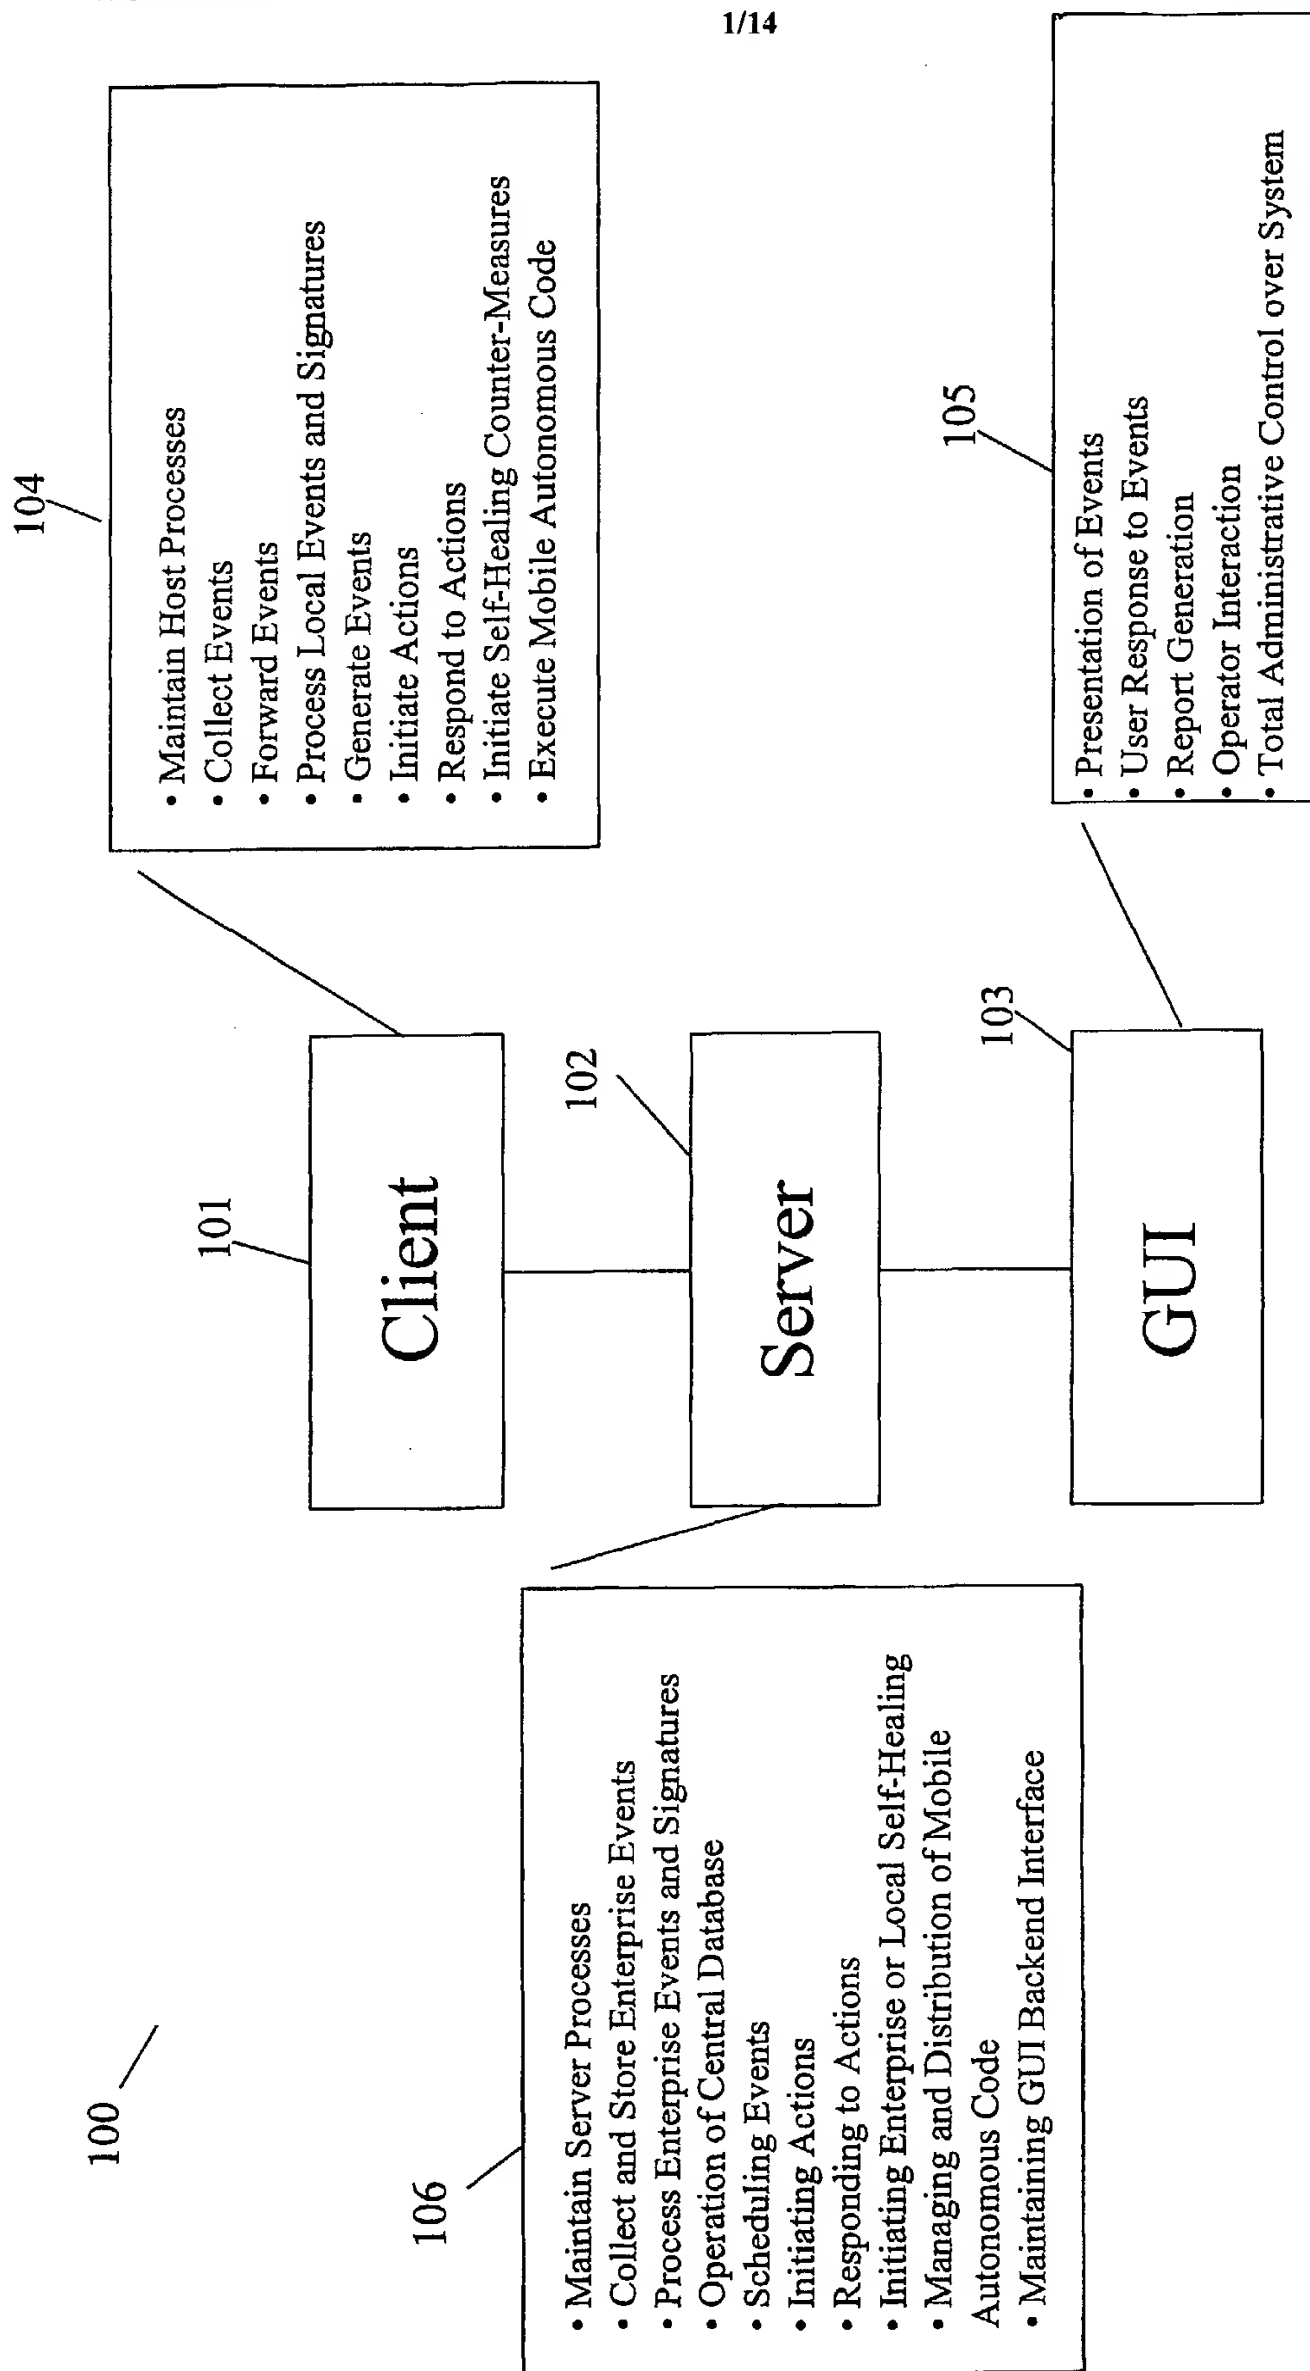 1/14
100
101
Client
102
Server
103
GUI
104
• Maintain Host Processes
• Collect Events
• Forward Events
• Process Local Events and Signatures
• Generate Events
• Initiate Actions
• Respond to Actions
• Initiate Self-Healing Counter-Measures
• Execute Mobile Autonomous Code
106
• Maintain Server Processes
• Collect and Store Enterprise Events
• Process Enterprise Events and Signatures
• Operation of Central Database
• Scheduling Events
• Initiating Actions
• Responding to Actions
• Initiating Enterprise or Local Self-Healing
• Managing and Distribution of Mobile
Autonomous Code
• Maintaining GUI Backend Interface
105
• Presentation of Events
• User Response to Events
• Report Generation
• Operator Interaction
• Total Administrative Control over System